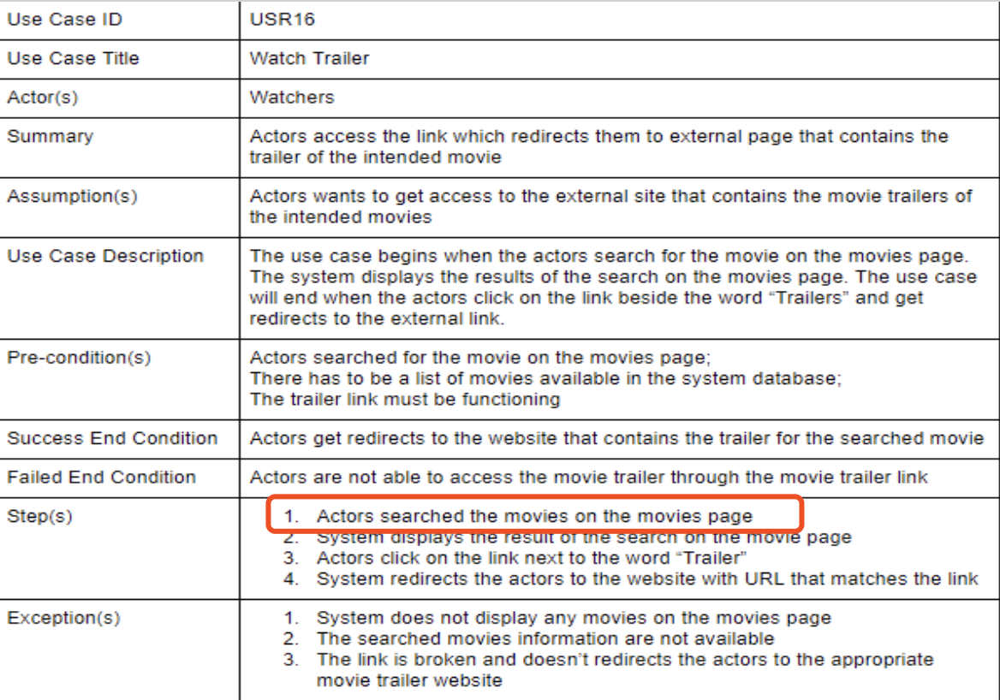 Use Case ID USR16
Use Case Title Watch Trailer
Actor(s) Watchers
Summary Actors access the link which redirects them to external page that contains the
trailer of the intended movie
Assumption(s) Actors wants to get access to the external site that contains the movie trailers of
the intended movies
Use Case Description The use case begins when the actors search for the movie on the movies page.
The system displays the results of the search on the movies page. The use case
will end when the actors click on the link beside the word “Trailers” and get
redirects to the external link.
Pre-condition(s) Actors searched for the movie on the movies page;
There has to be a list of movies available in the system database;
The trailer link must be functioning
Success End Condition Actors get redirects to the website that contains the trailer for the searched movie
Failed End Condition Actors are not able to access the movie trailer through the movie trailer link
Step(s) 1. Actors searched the movies on the movies page
2. System displays the result of the search on the movie page
3. Actors click on the link next to the word “Trailer”
4. System redirects the actors to the website with URL that matches the link
Exception(s) 1. System does not display any movies on the movies page
2. The searched movies information are not available
3. The link is broken and doesn’t redirects the actors to the appropriate
movie trailer website